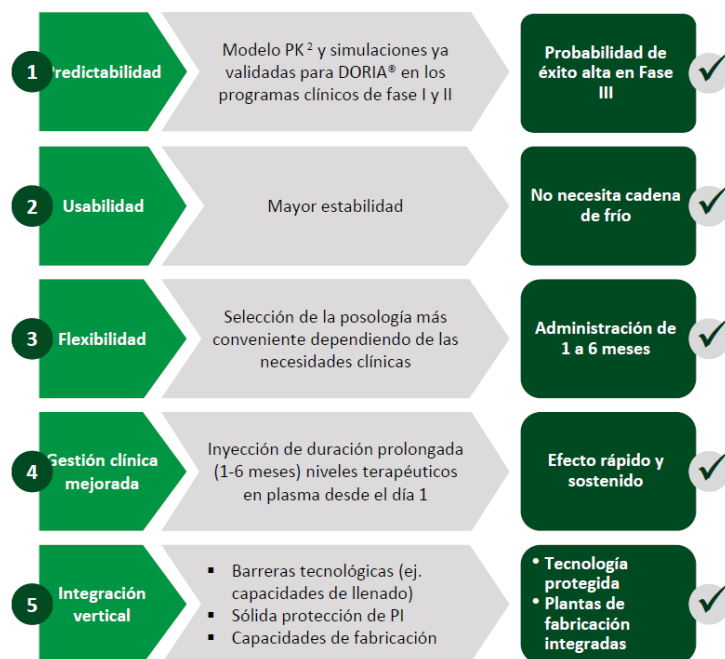 1
Predictabilidad
Modelo PK ² y simulaciones ya
validadas para DORIA® en los
programas clínicos de fase I y II
Probabilidad de
éxito alta en Fase
III
2
Usabilidad
Mayor estabilidad
No necesita cadena
de frío
3
Flexibilidad
Selección de la posología más
conveniente dependiendo de las
necesidades clínicas
Administración de
1 a 6 meses
4
Gestión clínica
mejorada
Inyección de duración prolongada
(1-6 meses) niveles terapéuticos
en plasma desde el día 1
Efecto rápido y
sostenido
5
Integración
vertical
▪ Barreras tecnológicas (ej.
capacidades de llenado)
▪ Sólida protección de PI
▪ Capacidades de fabricación
• Tecnología
protegida
• Plantas de
fabricación
integradas